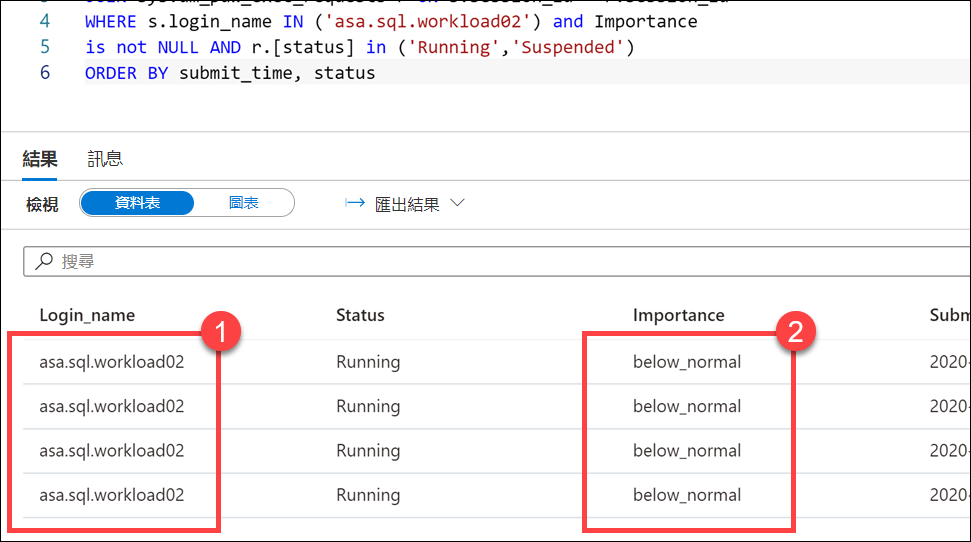 4 WHERE s.login_name IN ('asa.sql.workload02') and Importance
5 is not NULL AND r.[status] in ('Running','Suspended')
6 ORDER BY submit_time, status
結果 訊息
檢視 資料表 圖表 匯出結果
搜尋
Login_name Status Importance Subm
1 2
asa.sql.workload02 Running below_normal 2020-
asa.sql.workload02 Running below_normal 2020-
asa.sql.workload02 Running below_normal 2020-
asa.sql.workload02 Running below_normal 2020-